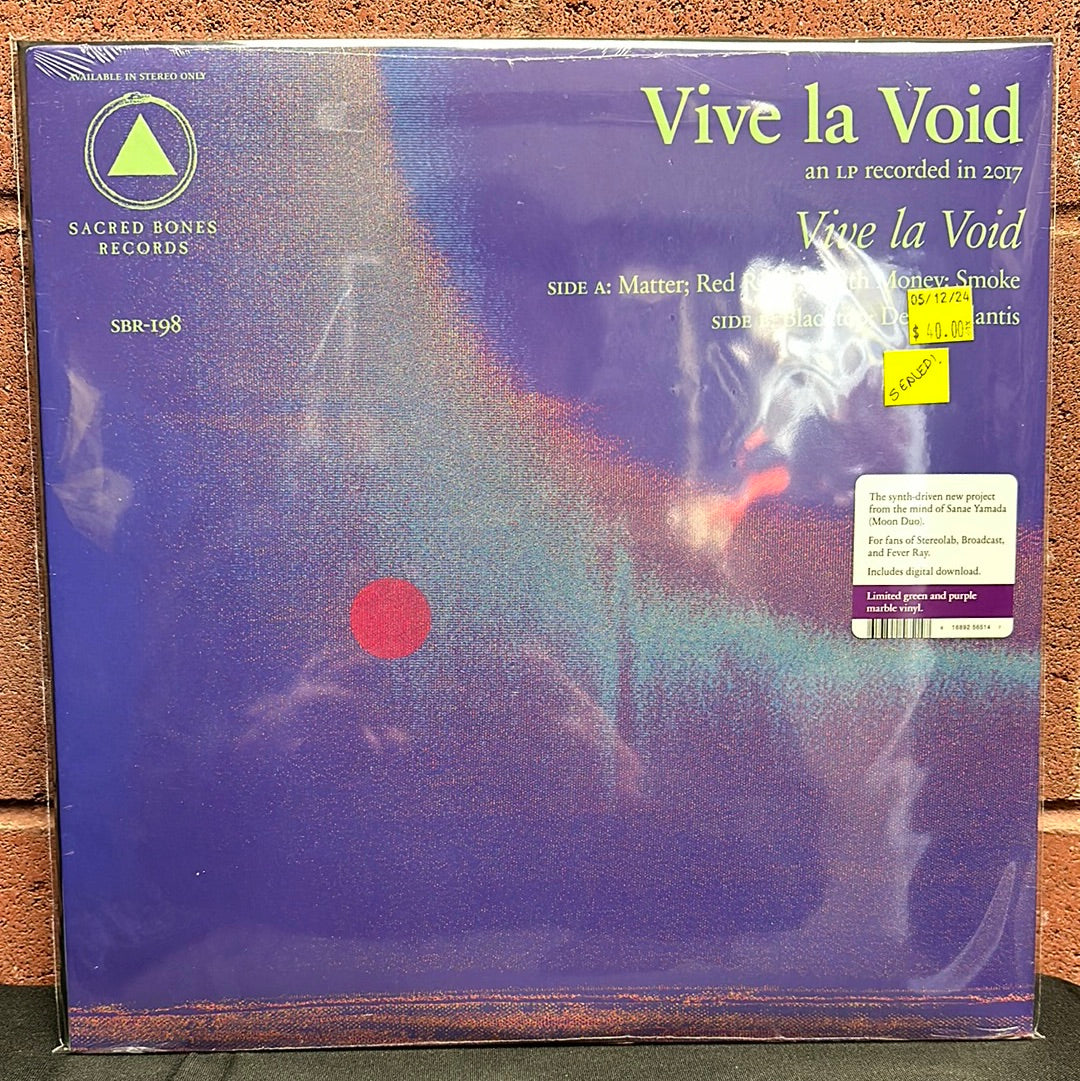 AVAILABLE IN STEREO ONLY
SACRED BONES
RECORDS
SBR-198
Vive la Void
an LP recorded in 2017
Vive la Void
SIDE A: Matter; Red Money; Smoke
SIDE
05/12/24
$ 40.00
SEALED!
The synth-driven new project
from the mind of Sanae Yamada
(Moon Duo).
For fans of Stereolab, Broadcast,
and Fever Ray.
Includes digital download.
Limited green and purple
marble vinyl.
16892 56514